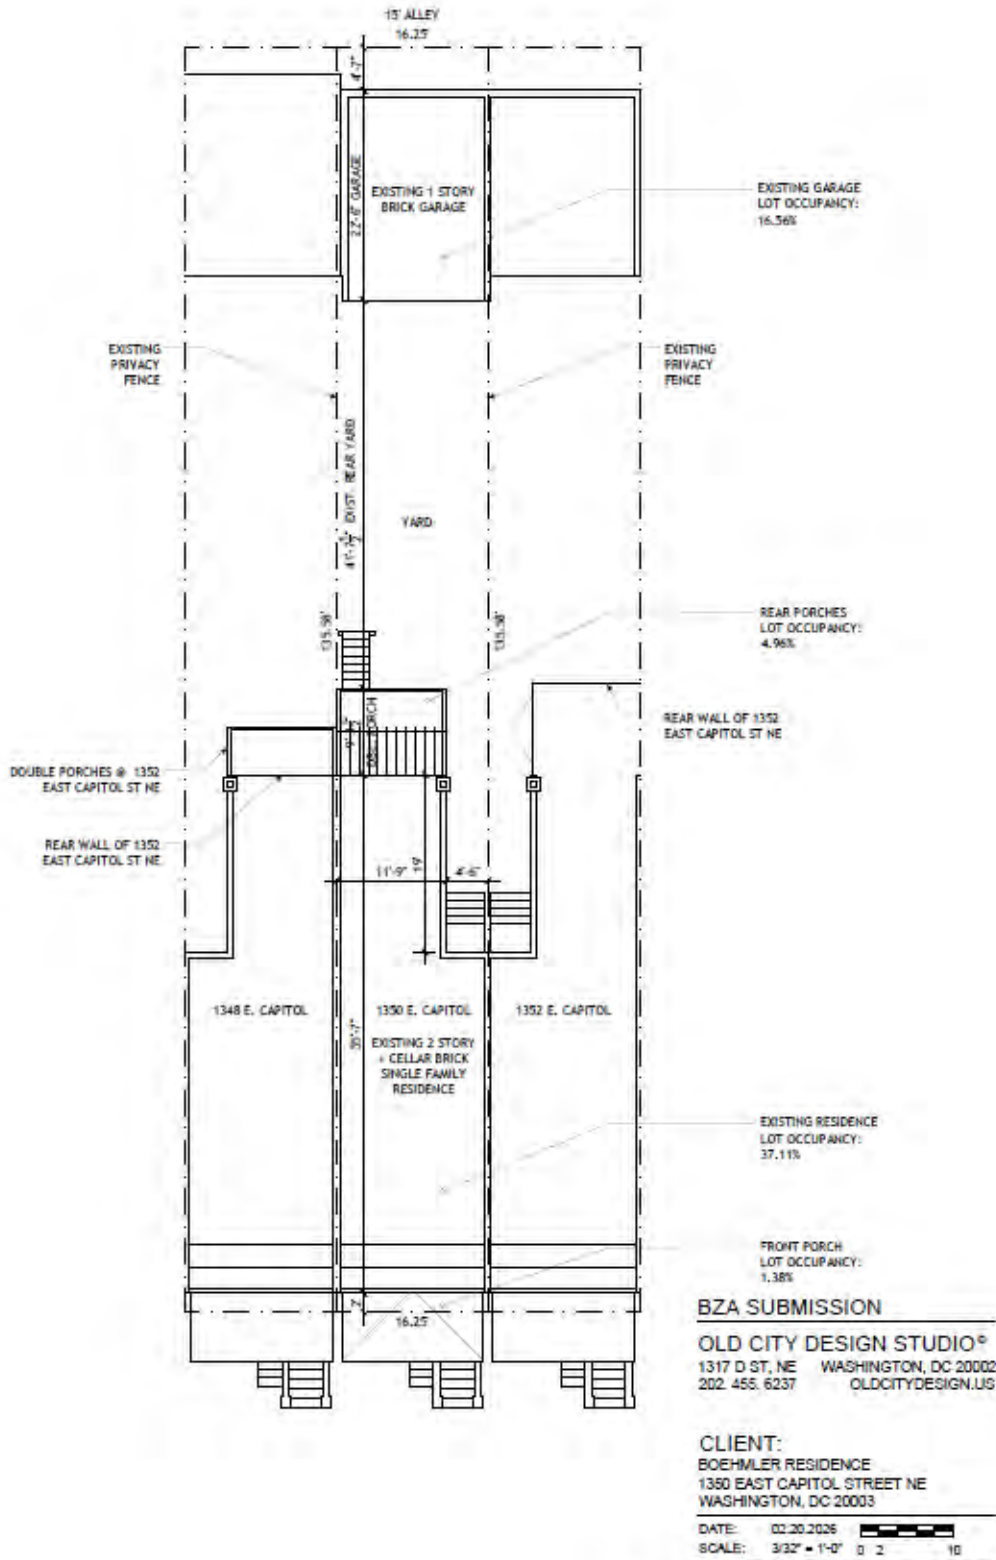 15' ALLEY
16.25'
4'-7"
22'-6" GARAGE
EXISTING 1 STORY
BRICK GARAGE
EXISTING GARAGE
LOT OCCUPANCY:
16.56%
EXISTING
PRIVACY
FENCE
EXISTING
PRIVACY
FENCE
EXIST. REAR YARD
YARD
135.58'
135.58'
REAR PORCHES
LOT OCCUPANCY:
4.96%
PORCH
REAR WALL OF 1352
EAST CAPITOL ST NE
DOUBLE PORCHES @ 1352
EAST CAPITOL ST NE
REAR WALL OF 1352
EAST CAPITOL ST NE
11'-9"
19'
4'-6"
1348 E. CAPITOL
1350 E. CAPITOL
1352 E. CAPITOL
EXISTING 2 STORY
+ CELLAR BRICK
SINGLE FAMILY
RESIDENCE
EXISTING RESIDENCE
LOT OCCUPANCY:
37.11%
FRONT PORCH
LOT OCCUPANCY:
1.38%
2'
16.25'
BZA SUBMISSION
OLD CITY DESIGN STUDIO®
1317 D ST, NE WASHINGTON, DC 20002
202. 455. 6237 OLDCITYDESIGN.US
CLIENT:
BOEHMLER RESIDENCE
1350 EAST CAPITOL STREET NE
WASHINGTON, DC 20003
DATE: 02.20.2026
SCALE: 3/32" = 1'-0" 0 2 10